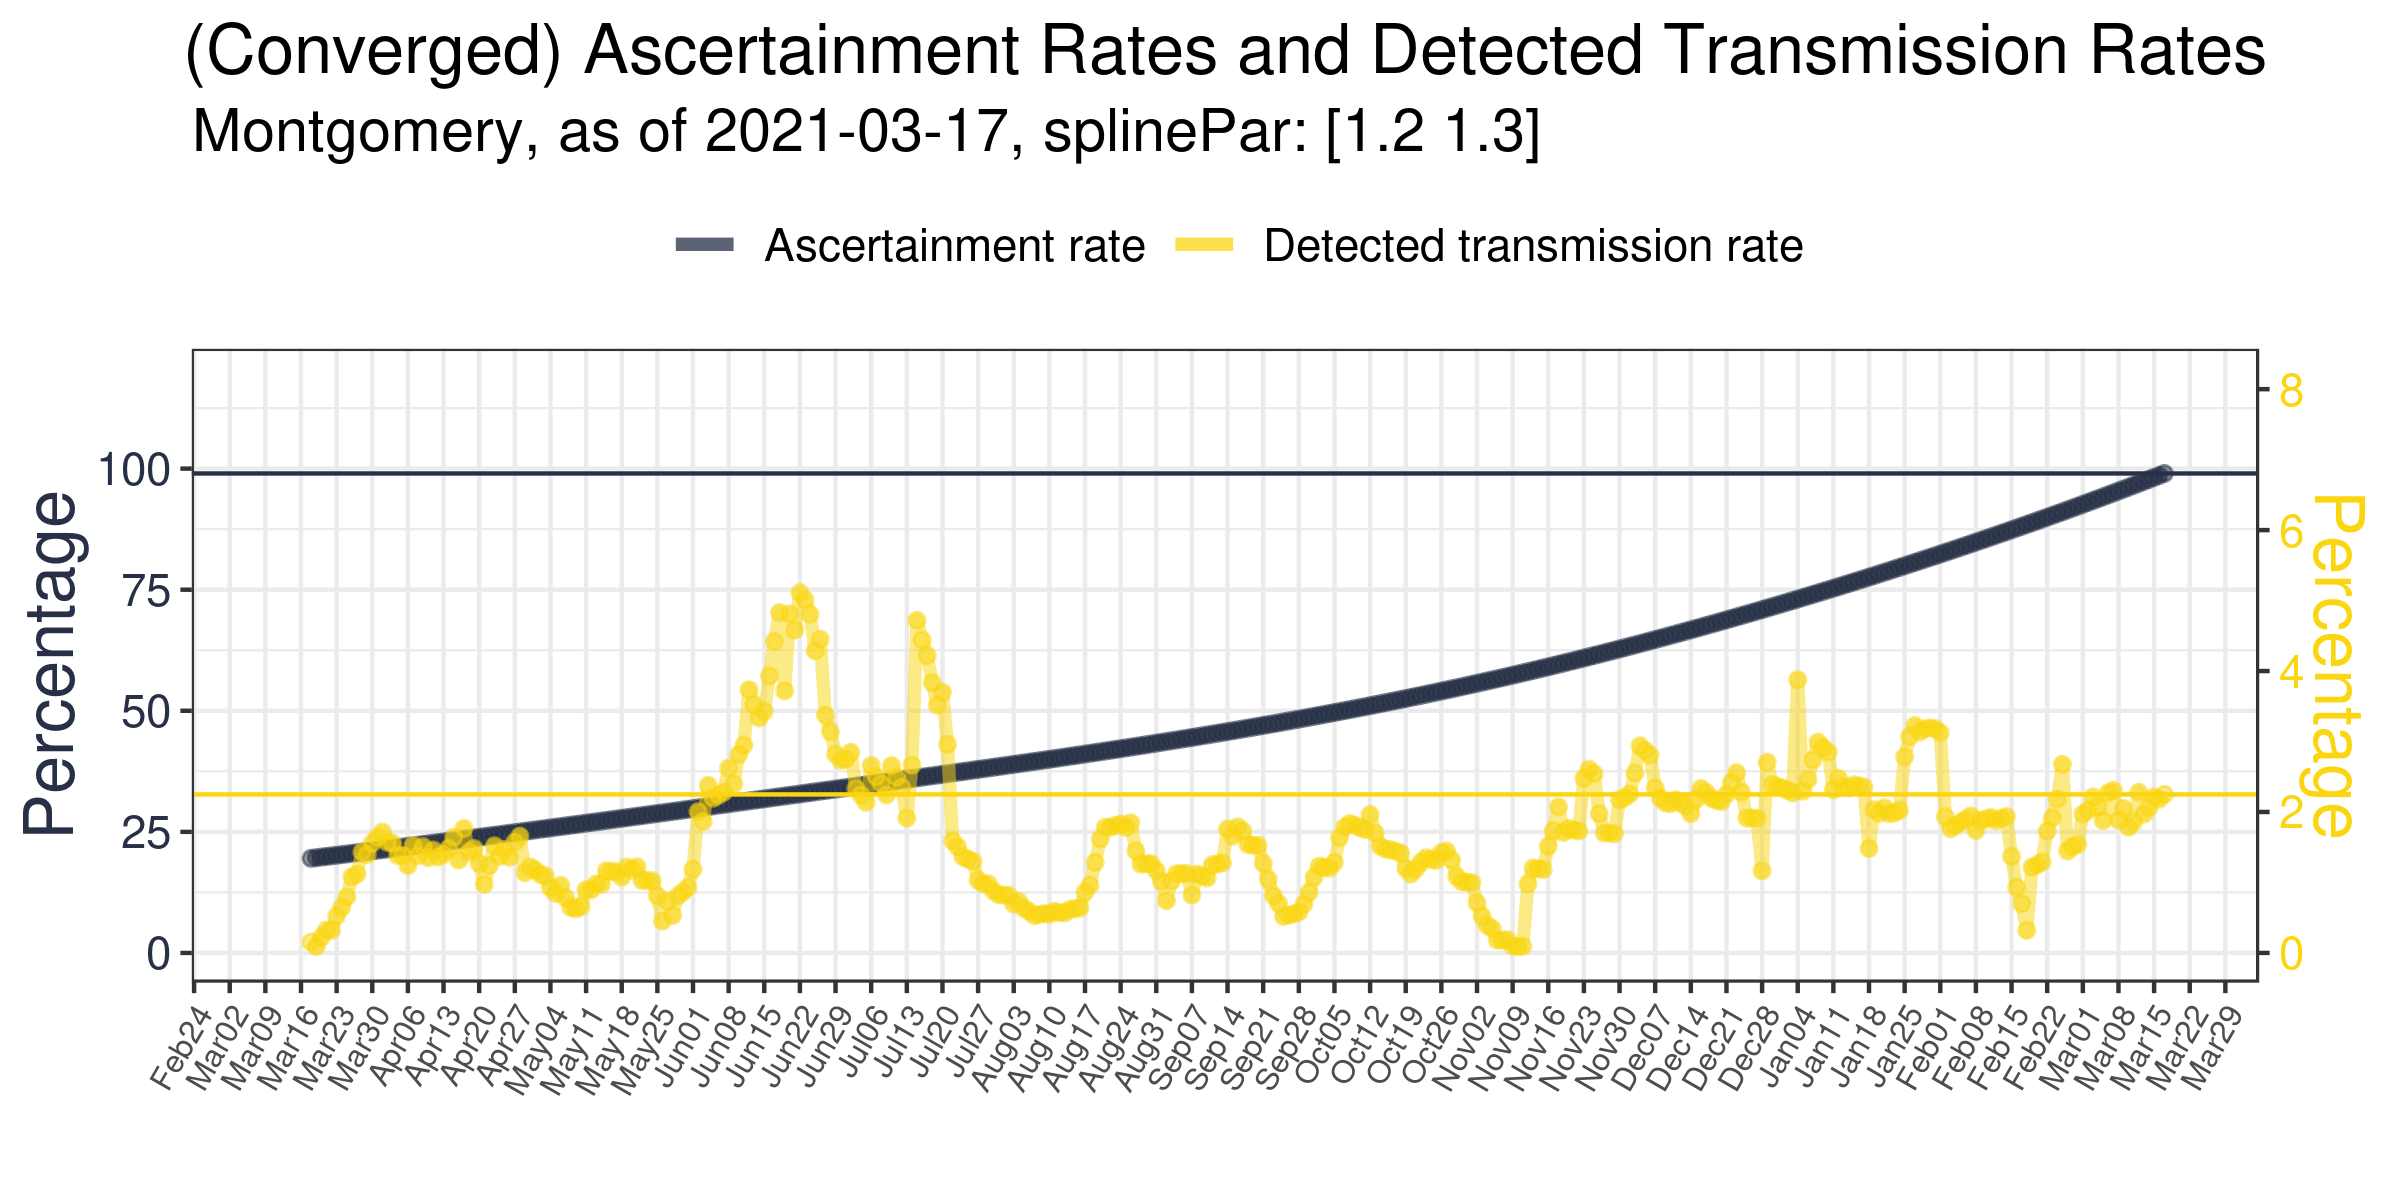 (Converged) Ascertainment Rates and Detected Transmission Rates
Montgomery, as of 2021-03-17, splinePar: [1.2 1.3]
Ascertainment rate
Detected transmission rate
Percentage
100
75
50
25
0
8
6
4
2
0
Percentage
Feb24
Mar02
Mar09
Mar16
Mar23
Mar30
Apr06
Apr13
Apr20
Apr27
May04
May11
May18
May25
Jun01
Jun08
Jun15
Jun22
Jun29
Jul06
Jul13
Jul20
Jul27
Aug03
Aug10
Aug17
Aug24
Aug31
Sep07
Sep14
Sep21
Sep28
Oct05
Oct12
Oct19
Oct26
Nov02
Nov09
Nov16
Nov23
Nov30
Dec07
Dec14
Dec21
Dec28
Jan04
Jan11
Jan18
Jan25
Feb01
Feb08
Feb15
Feb22
Mar01
Mar08
Mar15
Mar22
Mar29